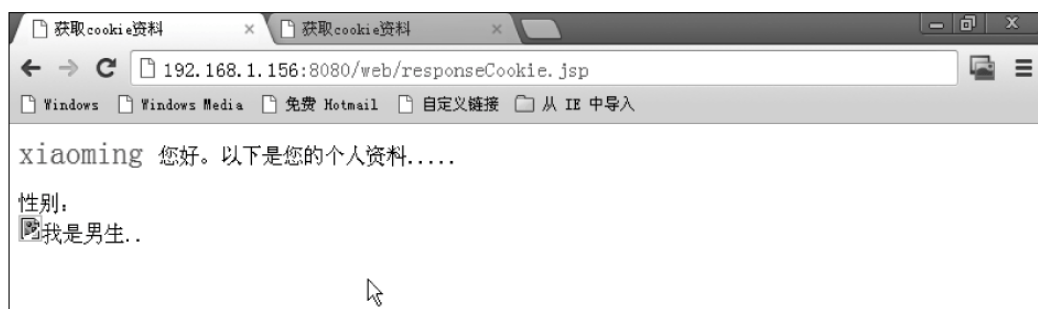 获取cookie资料 获取cookie资料
192.168.1.156:8080/web/responseCookie.jsp
Windows Windows Media 免费 Hotmail 自定义链接 从 IE 中导入
xiaoming 您好。以下是您的个人资料.....
性别：
我是男生..